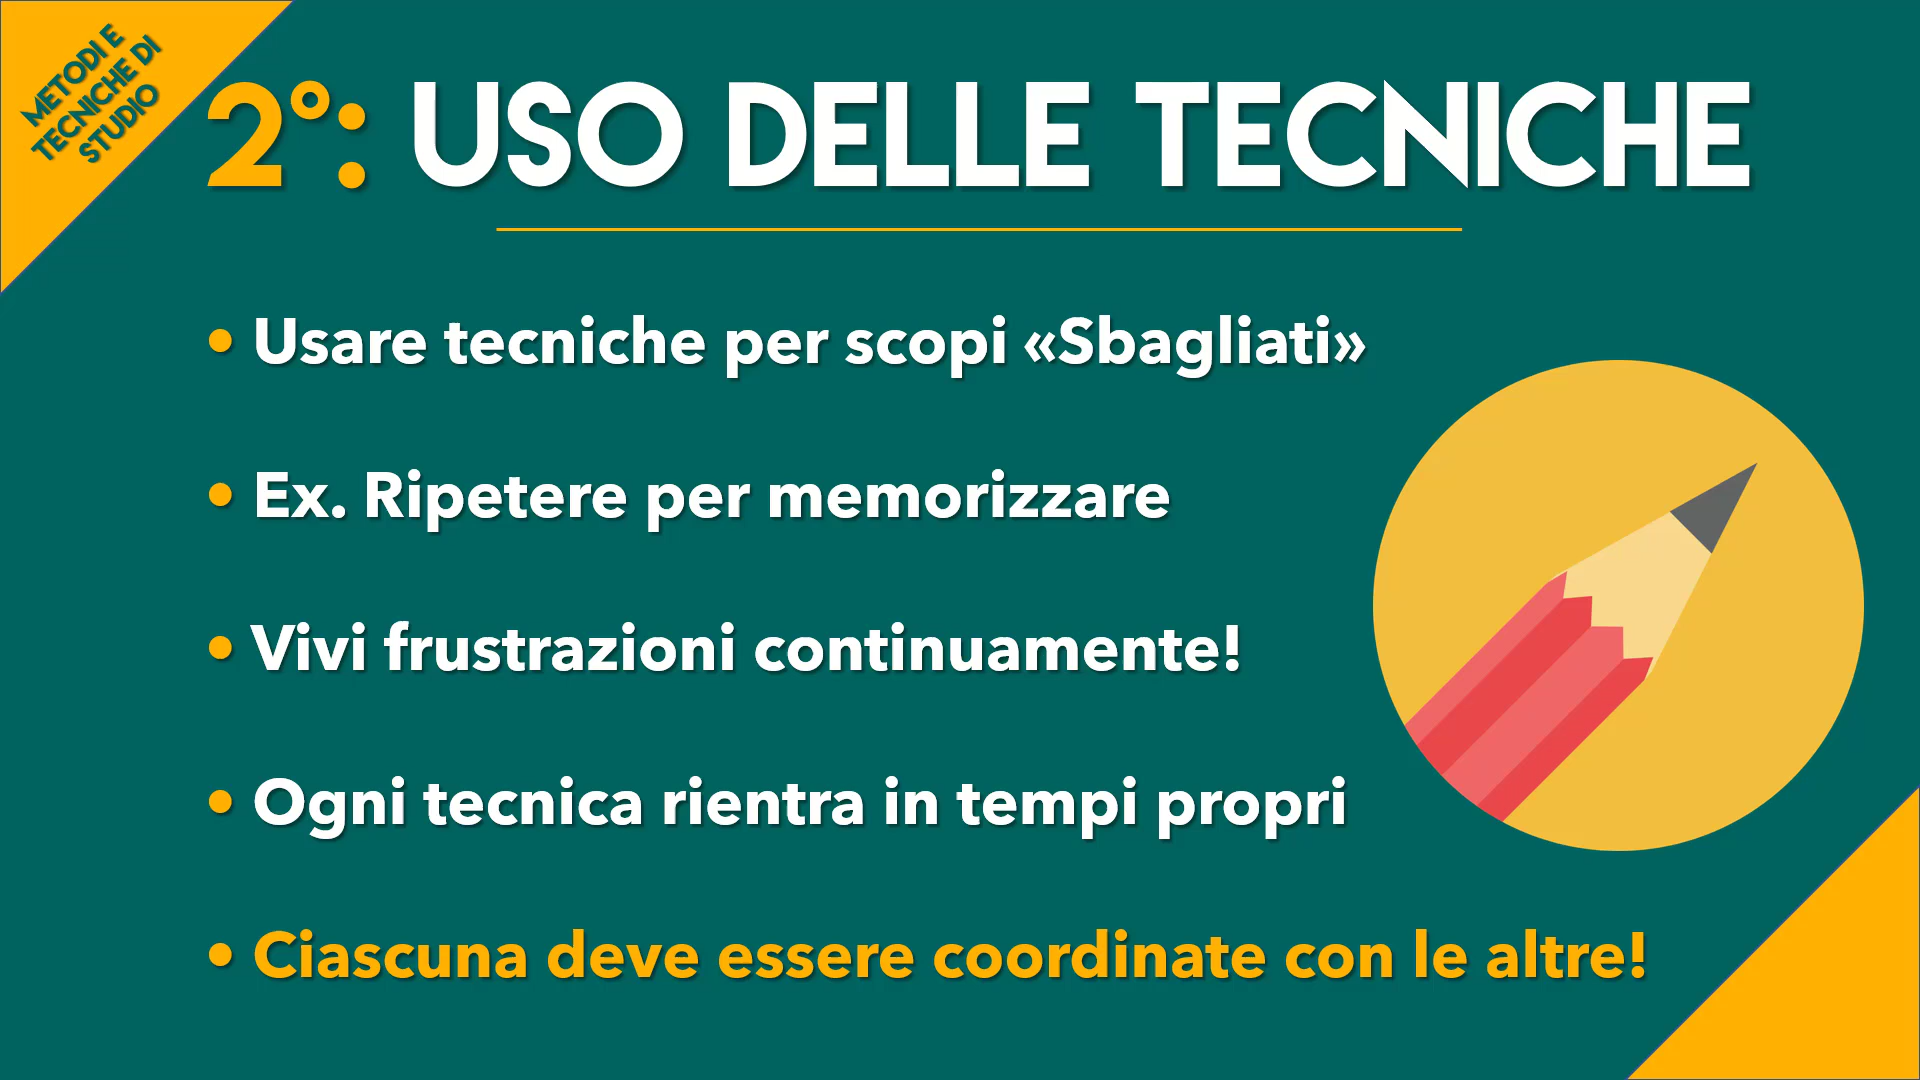 METODI E
TECNICHE DI
STUDIO
2°: USO DELLE TECNICHE
• Usare tecniche per scopi «Sbagliati»
• Ex. Ripetere per memorizzare
• Vivi frustrazioni continuamente!
• Ogni tecnica rientra in tempi propri
• Ciascuna deve essere coordinate con le altre!